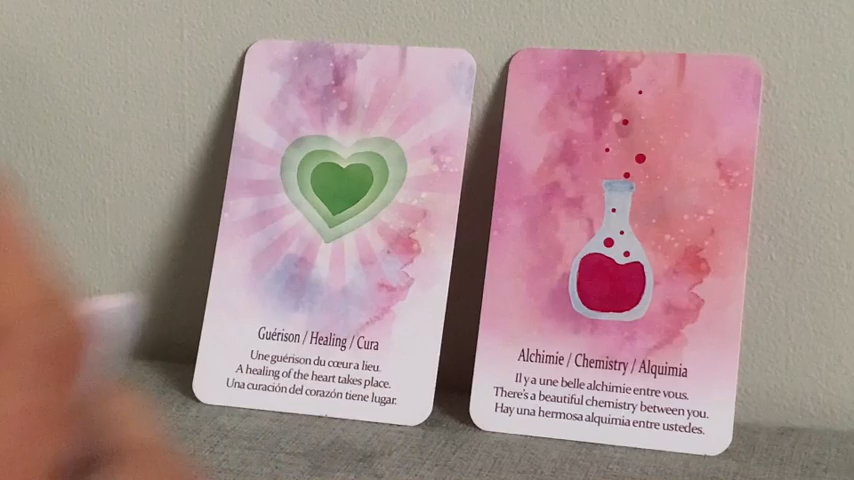 Guérison / Healing / Cura
Une guérison du cœur a lieu.
A healing of the heart takes place.
Una curación del corazón tiene lugar.
Alchimie / Chemistry / Alquimia
Il y a une belle alchimie entre vous.
There's a beautiful chemistry between you.
Hay una hermosa alquimia entre ustedes.